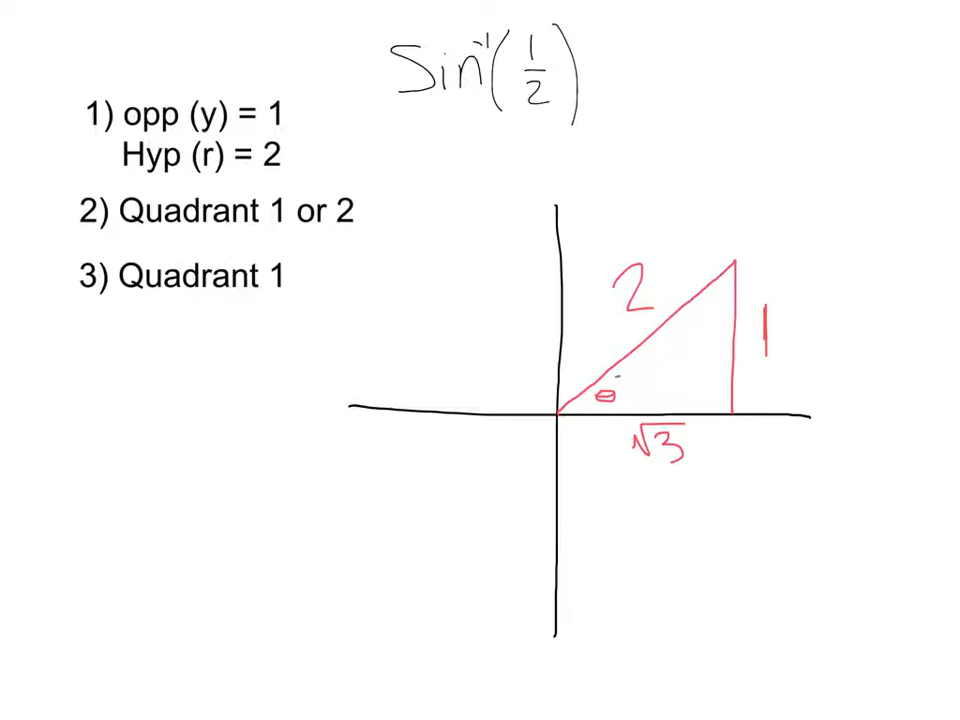 Sin⁻¹(1/2)
1) opp (y) = 1
Hyp (r) = 2
2) Quadrant 1 or 2
3) Quadrant 1
2
1
θ
√3